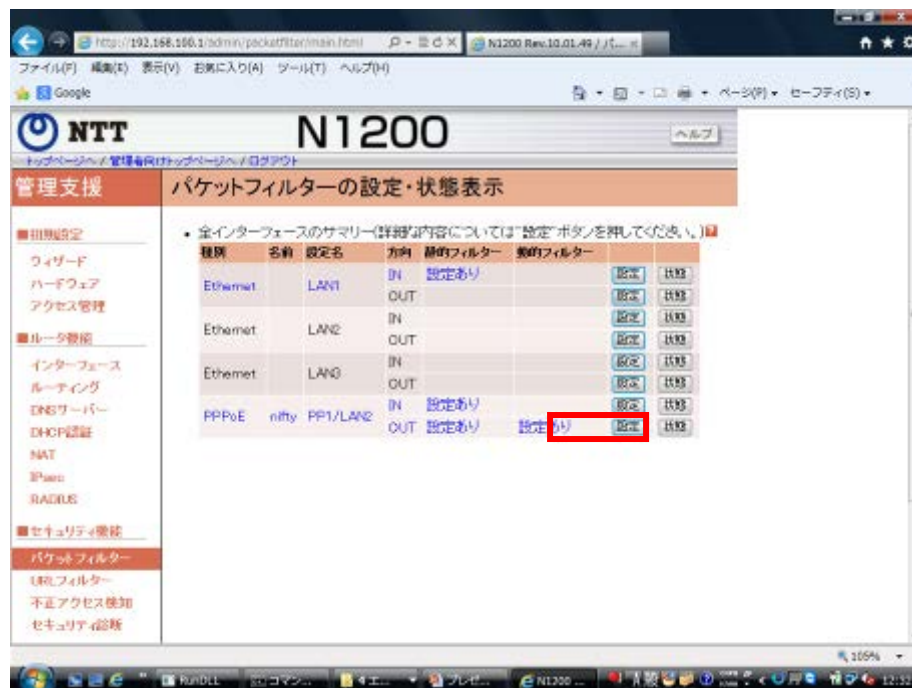 http://192.168.100.1/admin/packetfilter/main.html
N1200 Rev.10.01.49 /
ファイル(F) 編集(E) 表示(V) お気に入り(A) ツール(T) ヘルプ(H)
Google
ページ(P) セーフティ(S)
NTT N1200 ヘルプ
トップページへ / 管理者向けトップページへ / ログアウト
管理支援
パケットフィルターの設定・状態表示
■初期設定
ウィザード
ハードウェア
アクセス管理
■ルータ機能
インターフェース
ルーティング
DNSサーバー
DHCP認証
NAT
IPsec
RADIUS
■セキュリティ機能
パケットフィルター
URLフィルター
不正アクセス検知
セキュリティ診断
• 全インターフェースのサマリー(詳細な内容については"設定"ボタンを押してください。)
種別 名前 設定名 方向 静的フィルター 動的フィルター
Ethernet LAN1 IN 設定あり 設定 状態
OUT 設定 状態
Ethernet LAN2 IN 設定 状態
OUT 設定 状態
Ethernet LAN3 IN 設定 状態
OUT 設定 状態
PPPoE nifty PP1/LAN2 IN 設定あり 設定 状態
OUT 設定あり 設定あり 設定 状態
105%
RunDLL コマン... 4 エ... プレゼ... N1200 ... A 般 12:52